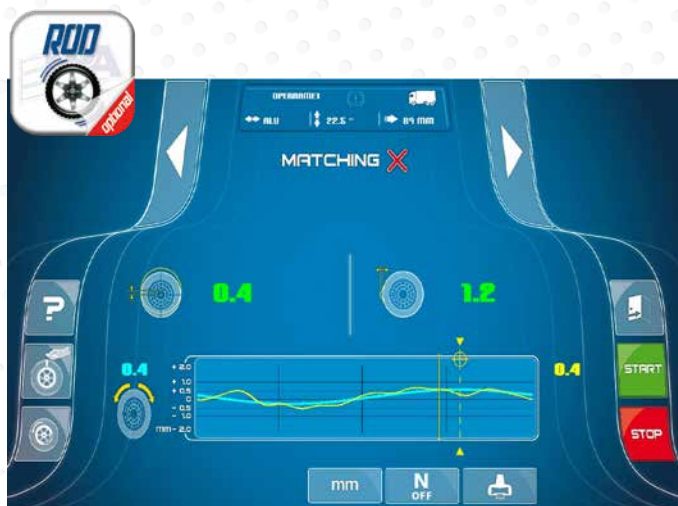 ROD
optional
OPERNAME1
ALU
22.5 "
89 mm
MATCHING X
0.4
1.2
?
0.4
+ 2.0
+ 1.0
+ 0.5
0
- 0.5
- 1.0
mm - 2.0
0.4
START
STOP
mm
N
OFF